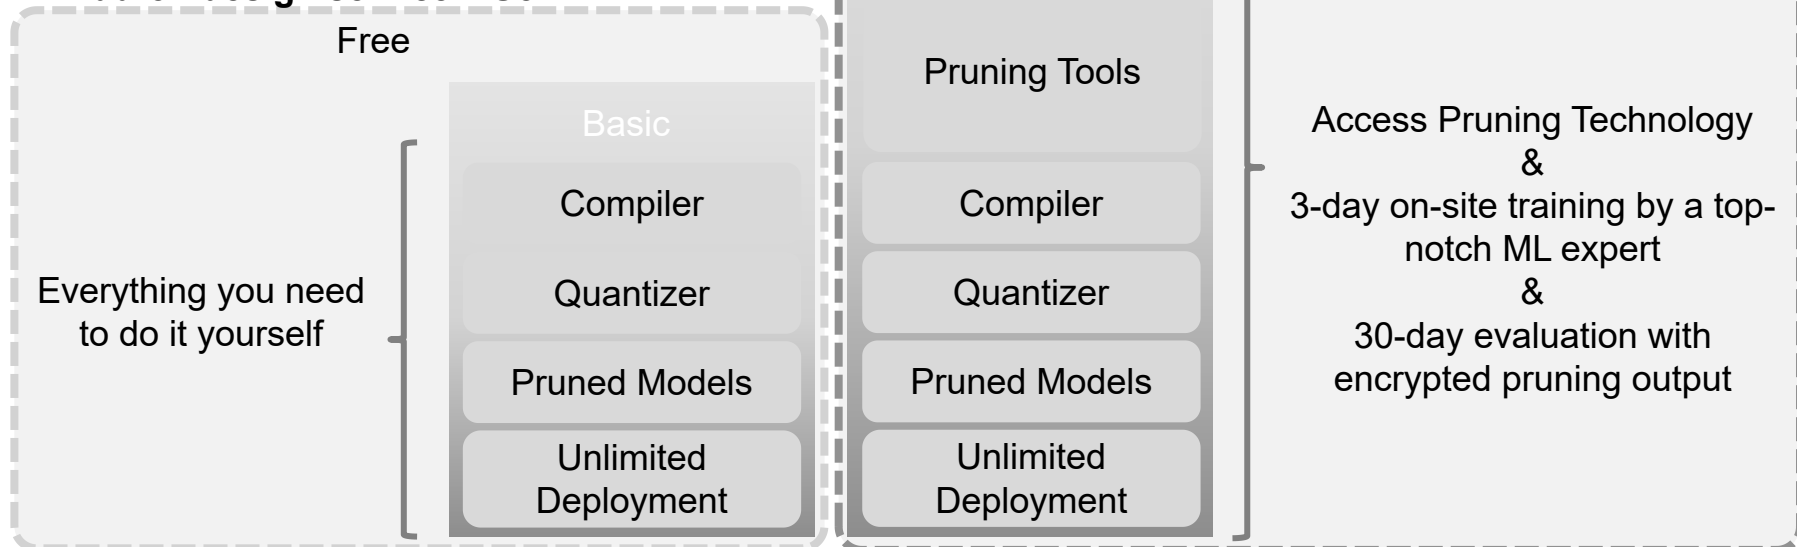 Free
Basic
Compiler
Quantizer
Pruned Models
Unlimited
Deployment
Everything you need
to do it yourself
Pruning Tools
Compiler
Quantizer
Pruned Models
Unlimited
Deployment
Access Pruning Technology
&
3-day on-site training by a top-
notch ML expert
&
30-day evaluation with
encrypted pruning output